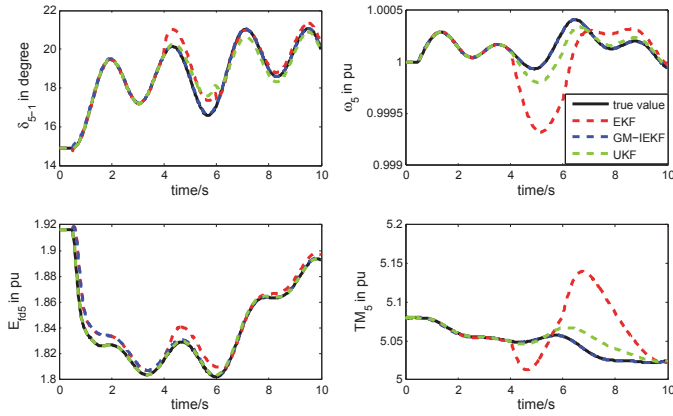 22
21
20
19
18
17
16
15
14
δ5−1 in degree
0 2 4 6 8 10
time/s
1.0005
1
0.9995
0.999
ω5 in pu
true value
EKF
GM−IEKF
UKF
0 2 4 6 8 10
time/s
1.92
1.9
1.88
1.86
1.84
1.82
1.8
Efd5 in pu
0 2 4 6 8 10
time/s
5.2
5.15
5.1
5.05
5
TM5 in pu
0 2 4 6 8 10
time/s